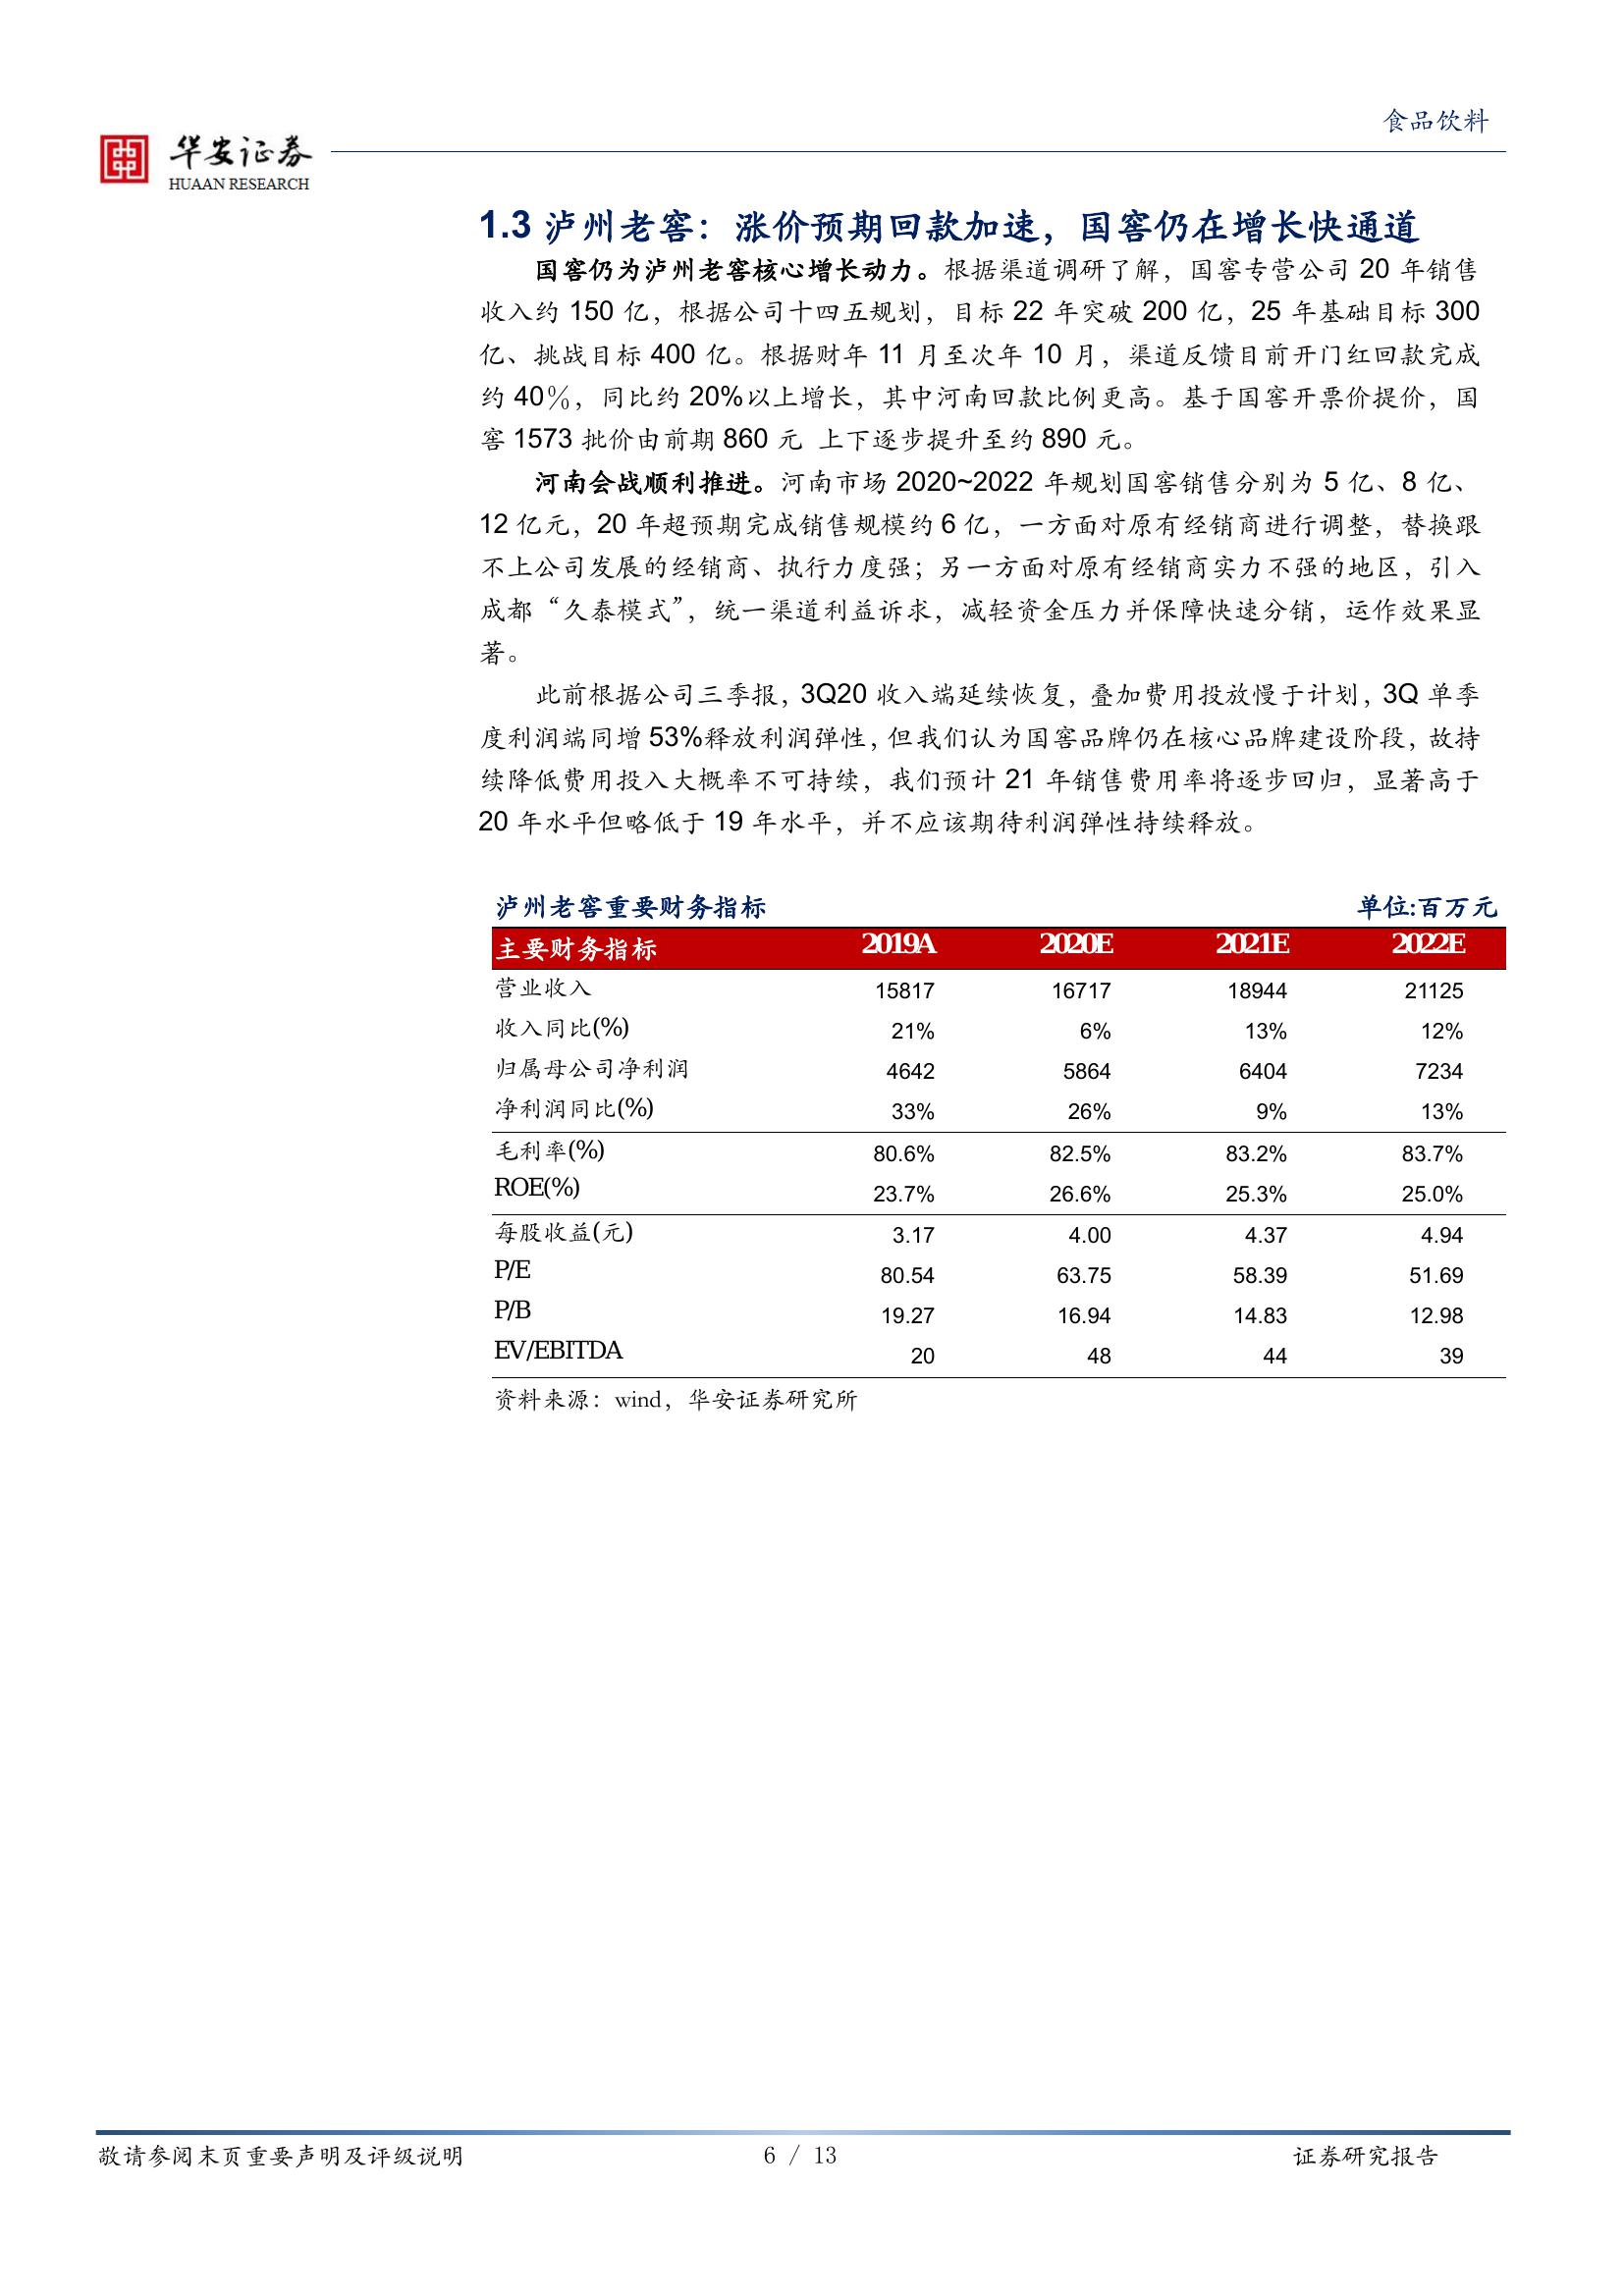 食品饮料
华安证券
HUAAN RESEARCH
1.3 泸州老窖：涨价预期回款加速，国窖仍在增长快通道
国窖仍为泸州老窖核心增长动力。根据渠道调研了解，国窖专营公司 20 年销售
收入约 150 亿，根据公司十四五规划，目标 22 年突破 200 亿，25 年基础目标 300
亿、挑战目标 400 亿。根据财年 11 月至次年 10 月，渠道反馈目前开门红回款完成
约 40%，同比约 20%以上增长，其中河南回款比例更高。基于国窖开票价提价，国
窖 1573 批价由前期 860 元 上下逐步提升至约 890 元。
河南会战顺利推进。河南市场 2020~2022 年规划国窖销售分别为 5 亿、8 亿、
12 亿元，20 年超预期完成销售规模约 6 亿，一方面对原有经销商进行调整，替换跟
不上公司发展的经销商、执行力度强；另一方面对原有经销商实力不强的地区，引入
成都“久泰模式”，统一渠道利益诉求，减轻资金压力并保障快速分销，运作效果显
著。
此前根据公司三季报，3Q20 收入端延续恢复，叠加费用投放慢于计划，3Q 单季
度利润端同增 53%释放利润弹性，但我们认为国窖品牌仍在核心品牌建设阶段，故持
续降低费用投入大概率不可持续，我们预计 21 年销售费用率将逐步回归，显著高于
20 年水平但略低于 19 年水平，并不应该期待利润弹性持续释放。
泸州老窖重要财务指标 单位:百万元
主要财务指标 2019A 2020E 2021E 2022E
营业收入 15817 16717 18944 21125
收入同比(%) 21% 6% 13% 12%
归属母公司净利润 4642 5864 6404 7234
净利润同比(%) 33% 26% 9% 13%
毛利率(%) 80.6% 82.5% 83.2% 83.7%
ROE(%) 23.7% 26.6% 25.3% 25.0%
每股收益(元) 3.17 4.00 4.37 4.94
P/E 80.54 63.75 58.39 51.69
P/B 19.27 16.94 14.83 12.98
EV/EBITDA 20 48 44 39
资料来源：wind，华安证券研究所
敬请参阅末页重要声明及评级说明 6 / 13 证券研究报告